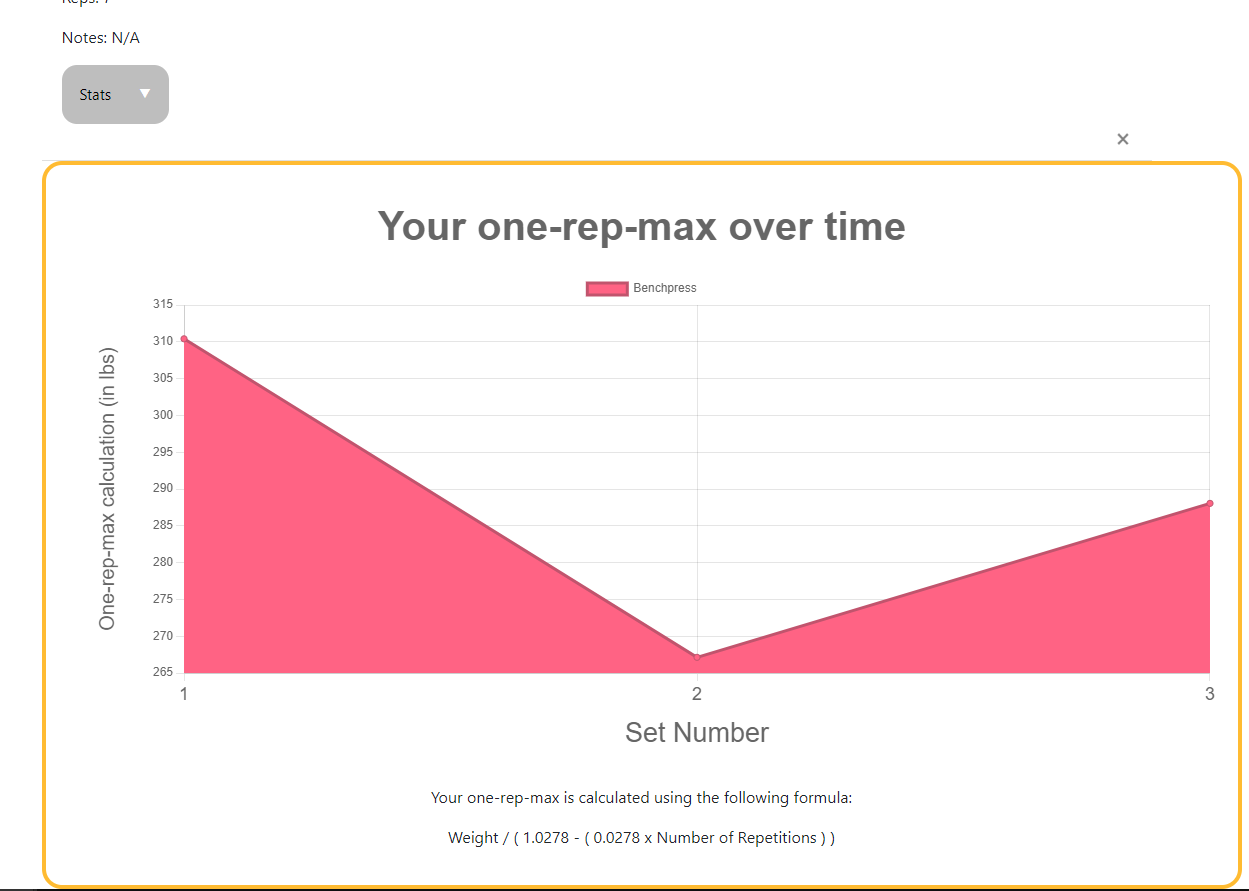 Notes: N/A
Stats ▼
×
Your one-rep-max over time
Benchpress
One-rep-max calculation (in lbs)
315
310
305
300
295
290
285
280
275
270
265
1 2 3
Set Number
Your one-rep-max is calculated using the following formula:
Weight / ( 1.0278 - ( 0.0278 x Number of Repetitions ) )